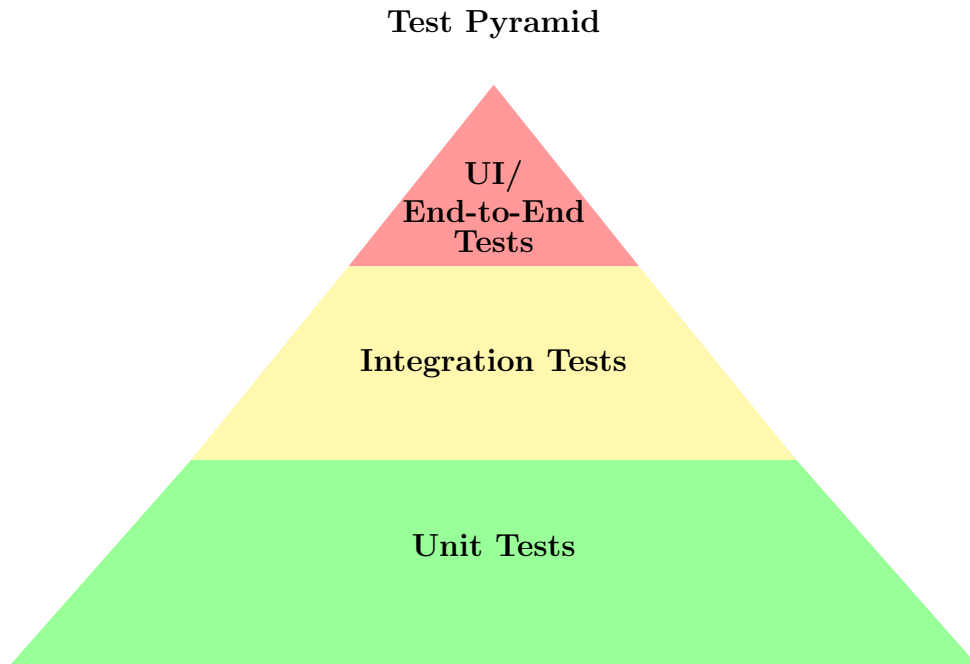 Test Pyramid
UI/
End-to-End
Tests
Integration Tests
Unit Tests